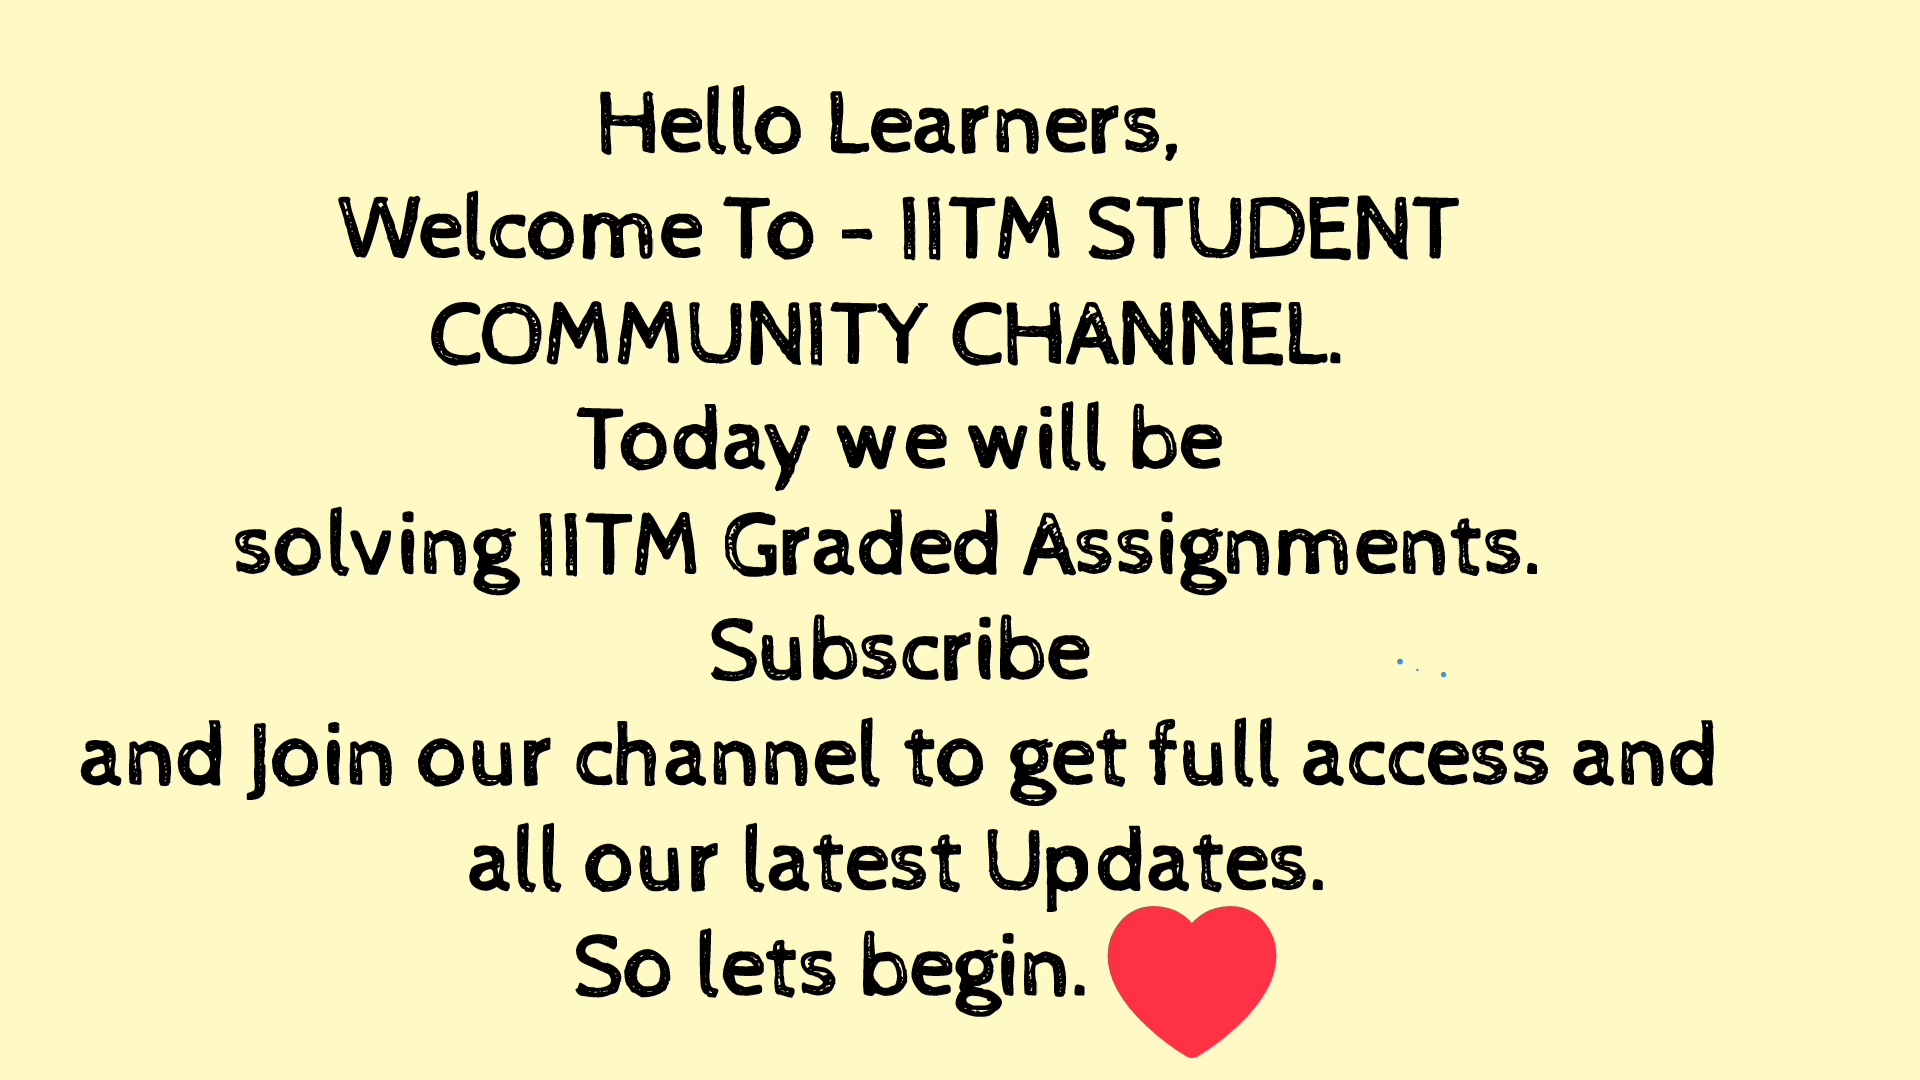 Hello Learners,
Welcome To - IITM STUDENT
COMMUNITY CHANNEL.
Today we will be
solving IITM Graded Assignments.
Subscribe
and Join our channel to get full access and
all our latest Updates.
So lets begin.